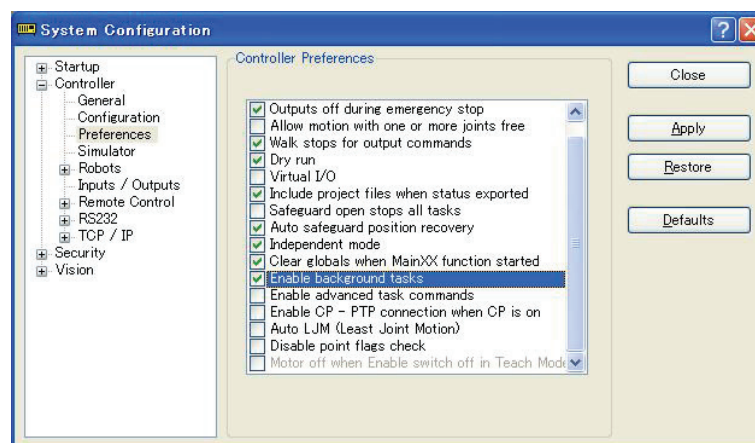 System Configuration
Startup
Controller
General
Configuration
Preferences
Simulator
Robots
Inputs / Outputs
Remote Control
RS232
TCP / IP
Security
Vision
Controller Preferences
Outputs off during emergency stop
Allow motion with one or more joints free
Walk stops for output commands
Dry run
Virtual I/O
Include project files when status exported
Safeguard open stops all tasks
Auto safeguard position recovery
Independent mode
Clear globals when MainXX function started
Enable background tasks
Enable advanced task commands
Enable CP - PTP connection when CP is on
Auto LJM (Least Joint Motion)
Disable point flags check
Motor off when Enable switch off in Teach Mode
Close
Apply
Restore
Defaults